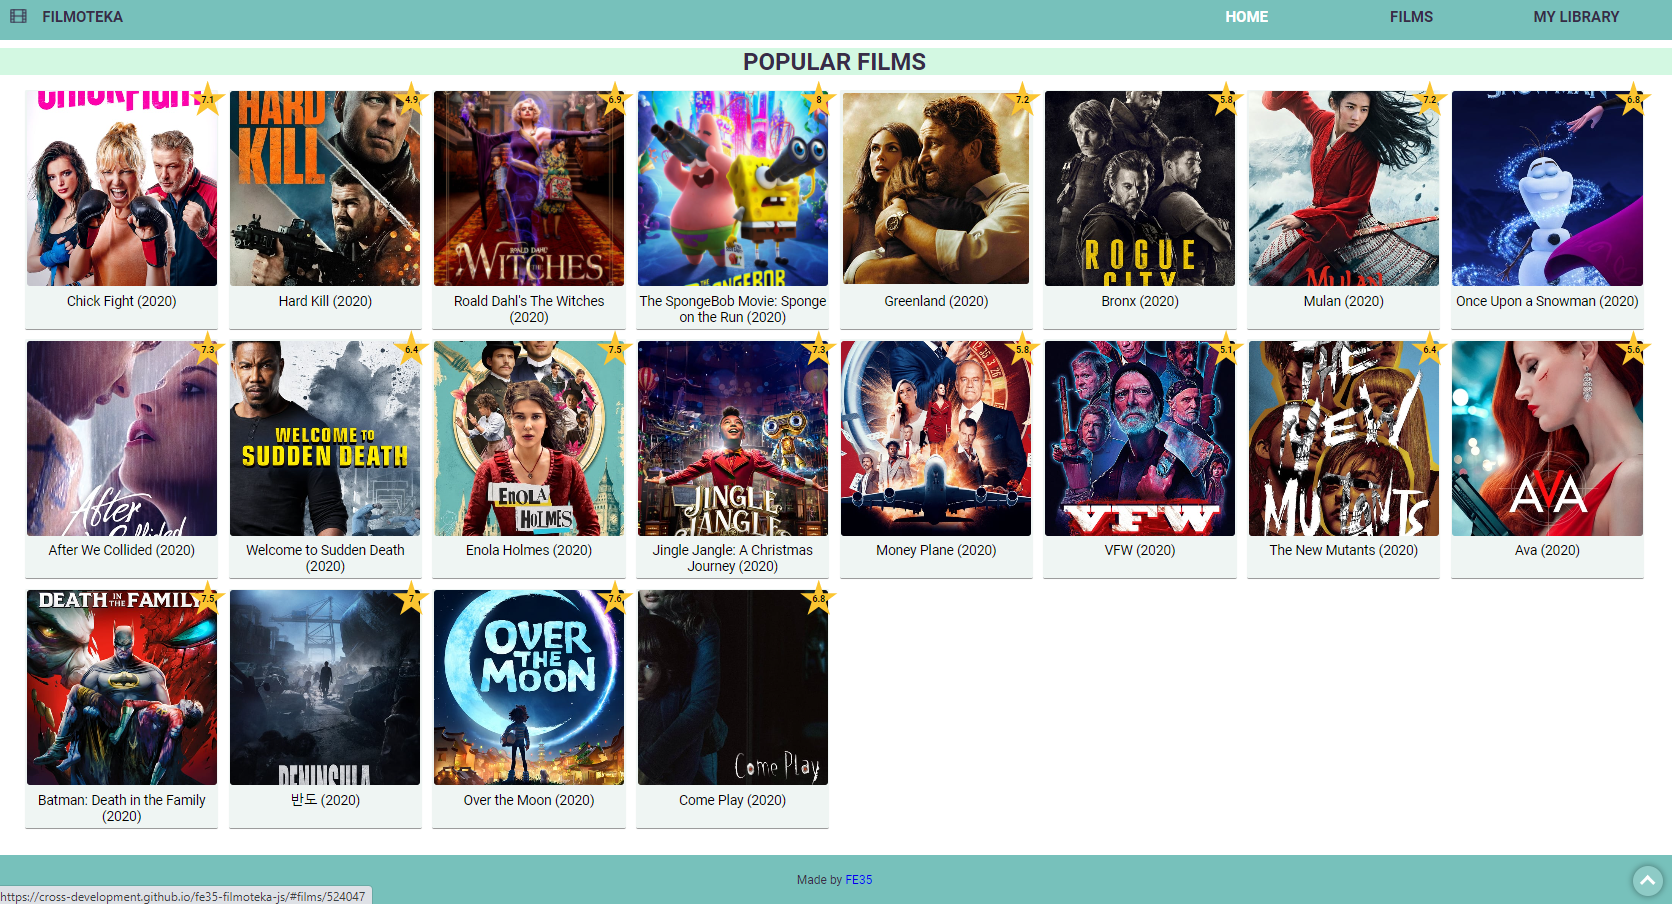 FILMOTEKA HOME FILMS MY LIBRARY
POPULAR FILMS
7.1 4.9 6.9 8 7.2 5.8 7.2 6.8
HARD
KILL
ROALD DAHL'S
THE
WITCHES
ROGUE
CITY
MULAN
SNOWMAN
Chick Fight (2020)
Hard Kill (2020)
Roald Dahl's The Witches
(2020)
The SpongeBob Movie: Sponge
on the Run (2020)
Greenland (2020)
Bronx (2020)
Mulan (2020)
Once Upon a Snowman (2020)
7.3 6.4 7.5 7.3 5.8 5.1 6.4 5.6
After
Collided
WELCOME TO
SUDDEN DEATH
ENOLA
HOLMES
JINGLE
JANGLE
VFW
THE
NEW
MUTANTS
AVA
After We Collided (2020)
Welcome to Sudden Death
(2020)
Enola Holmes (2020)
Jingle Jangle: A Christmas
Journey (2020)
Money Plane (2020)
VFW (2020)
The New Mutants (2020)
Ava (2020)
7.5 7 7.6 6.8
DEATH IN THE FAMILY
PENINSULA
OVER
THE
MOON
Come Play
Batman: Death in the Family
(2020)
반도 (2020)
Over the Moon (2020)
Come Play (2020)
Made by FE35
https://cross-development.github.io/fe35-filmoteka-js/#films/524047